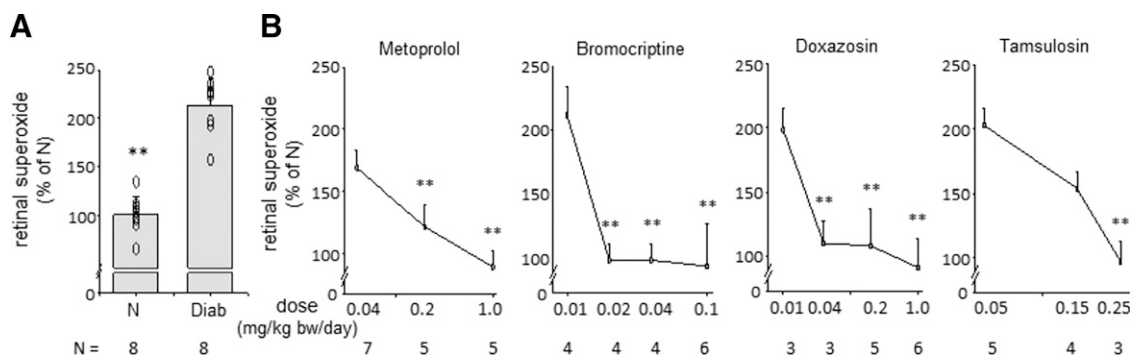 A
B
Metoprolol
Bromocriptine
Doxazosin
Tamsulosin
retinal superoxide
(% of N)
250
200
150
100
0
**
N
Diab
retinal superoxide
(% of N)
250
200
150
100
0
**
**
250
200
150
100
0
**
**
**
250
200
150
100
0
**
**
**
250
200
150
100
0
**
dose
(mg/kg bw/day)
0.04 0.2 1.0
0.01 0.02 0.04 0.1
0.01 0.04 0.2 1.0
0.05 0.15 0.25
N = 8 8 7 5 5 4 4 4 6 3 3 5 6 5 4 3